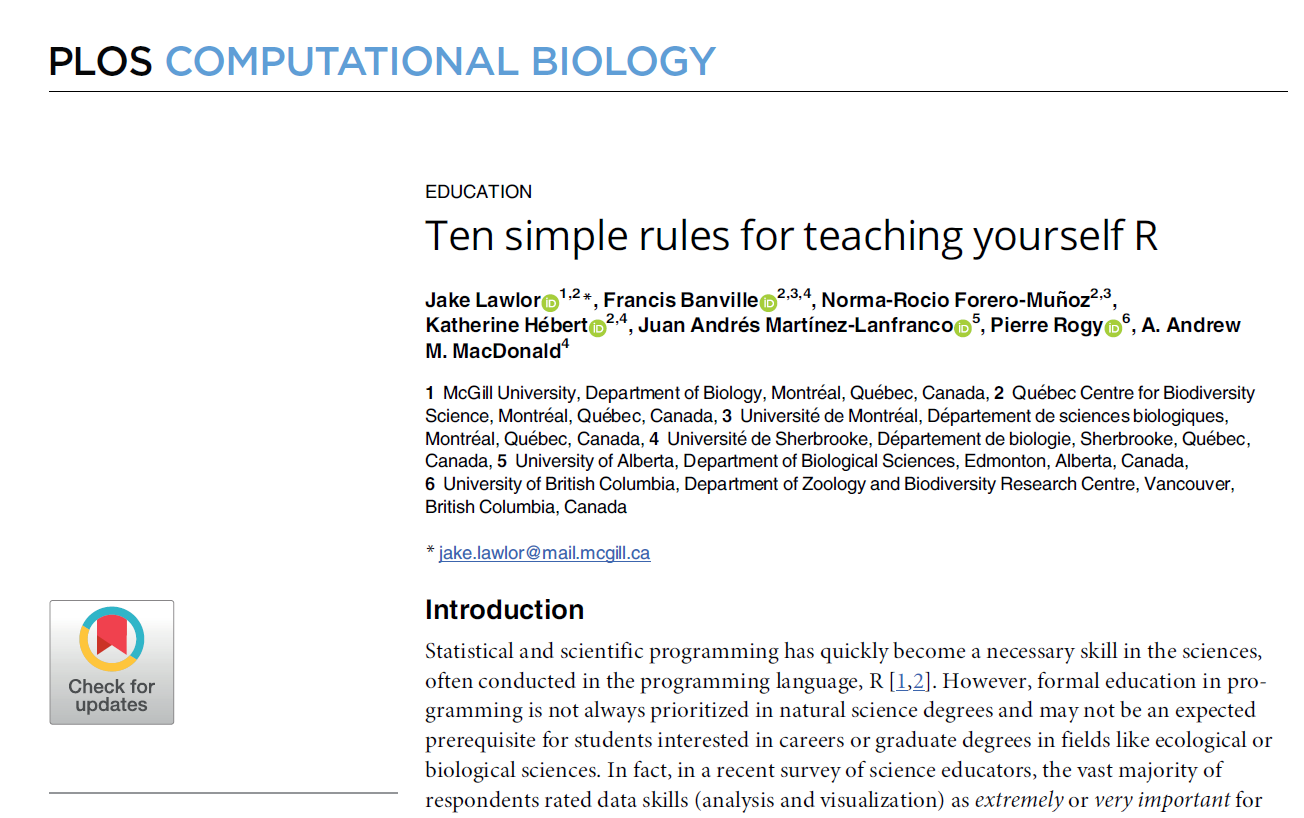 PLOS COMPUTATIONAL BIOLOGY
EDUCATION
Ten simple rules for teaching yourself R
Jake Lawlor iD 1,2*, Francis Banville iD 2,3,4, Norma-Rocio Forero-Muñoz2,3,
Katherine Hébert iD 2,4, Juan Andrés Martínez-Lanfranco iD 5, Pierre Rogy iD 6, A. Andrew
M. MacDonald4
1 McGill University, Department of Biology, Montréal, Québec, Canada, 2 Québec Centre for Biodiversity
Science, Montréal, Québec, Canada, 3 Université de Montréal, Département de sciences biologiques,
Montréal, Québec, Canada, 4 Université de Sherbrooke, Département de biologie, Sherbrooke, Québec,
Canada, 5 University of Alberta, Department of Biological Sciences, Edmonton, Alberta, Canada,
6 University of British Columbia, Department of Zoology and Biodiversity Research Centre, Vancouver,
British Columbia, Canada
* jake.lawlor@mail.mcgill.ca
Check for
updates
Introduction
Statistical and scientific programming has quickly become a necessary skill in the sciences,
often conducted in the programming language, R [1,2]. However, formal education in pro-
gramming is not always prioritized in natural science degrees and may not be an expected
prerequisite for students interested in careers or graduate degrees in fields like ecological or
biological sciences. In fact, in a recent survey of science educators, the vast majority of
respondents rated data skills (analysis and visualization) as extremely or very important for